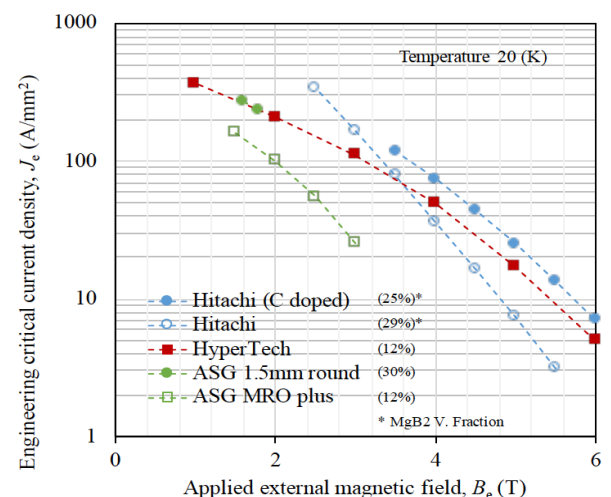 1000
100
10
1
Engineering critical current density, Je (A/mm²)
Temperature 20 (K)
Hitachi (C doped) (25%)*
Hitachi (29%)*
HyperTech (12%)
ASG 1.5mm round (30%)
ASG MRO plus (12%)
* MgB2 V. Fraction
0 2 4 6
Applied external magnetic field, Be (T)